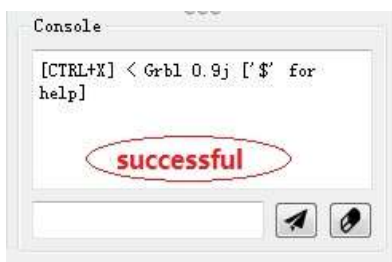 Console
[CTRL+X] < Grbl 0.9j ['$' for
help]
successful